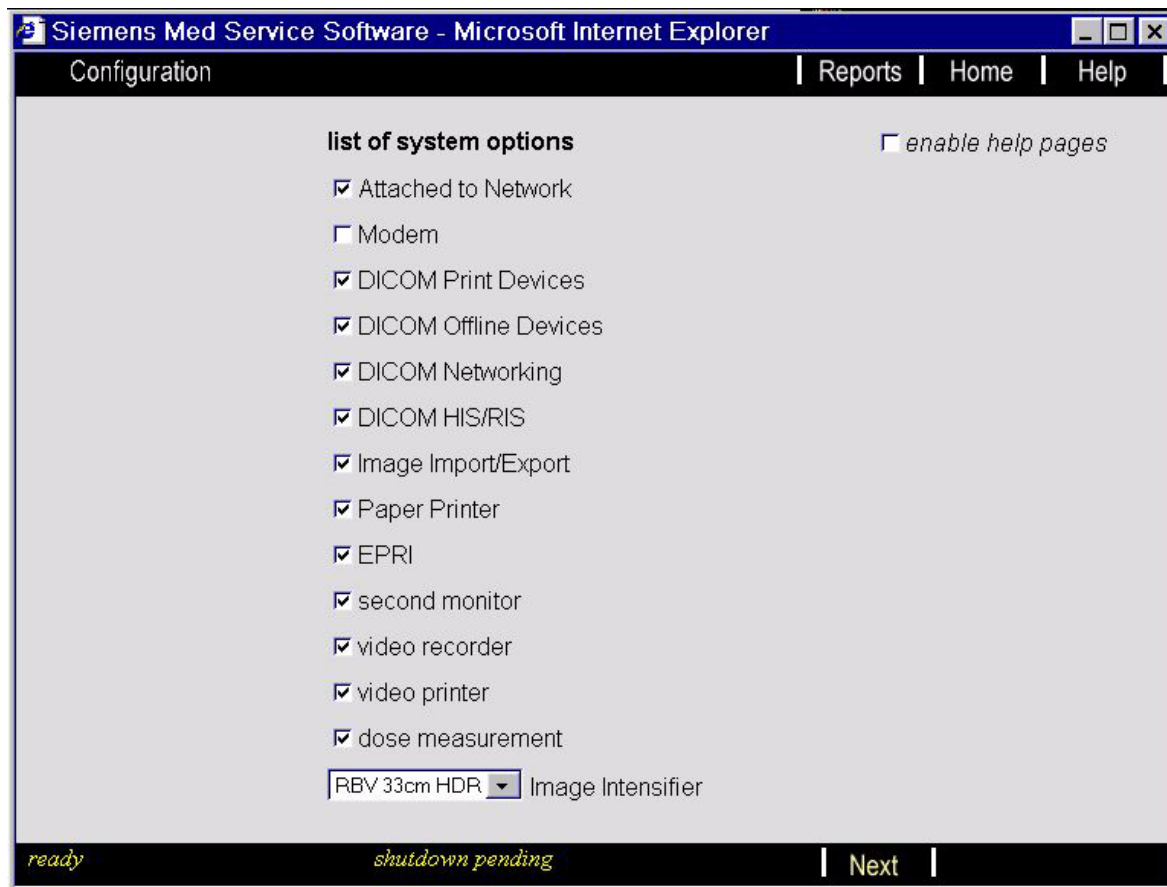 Siemens Med Service Software - Microsoft Internet Explorer
Configuration Reports Home Help
list of system options enable help pages
Attached to Network
Modem
DICOM Print Devices
DICOM Offline Devices
DICOM Networking
DICOM HIS/RIS
Image Import/Export
Paper Printer
EPRI
second monitor
video recorder
video printer
dose measurement
RBV 33cm HDR Image Intensifier
ready shutdown pending Next